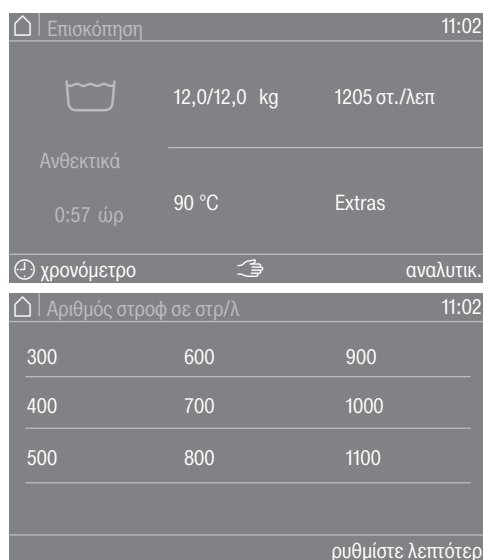 Επισκόπηση 11:02
12,0/12,0 kg 1205 στ./λεπ
Ανθεκτικά
0:57 ώρ
90 °C Extras
χρονόμετρο αναλυτικ.
Αριθμός στροφ σε στρ/λ 11:02
300 600 900
400 700 1000
500 800 1100
ρυθμίστε λεπτότερ